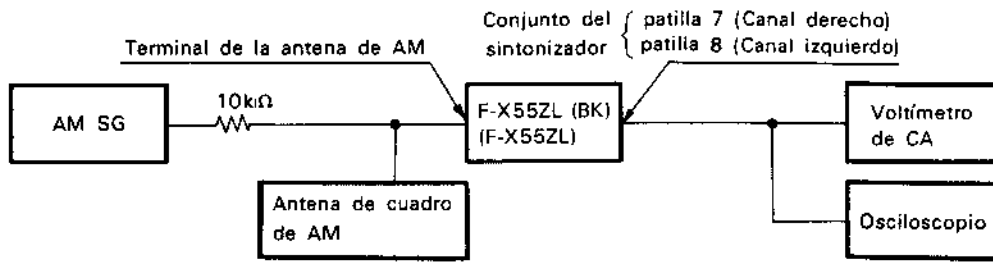 Conjunto del sintonizador { patilla 7 (Canal derecho)
patilla 8 (Canal izquierdo)
Terminal de la antena de AM
AM SG
10kΩ
F-X55ZL (BK)
(F-X55ZL)
Voltímetro
de CA
Antena de cuadro
de AM
Osciloscopio